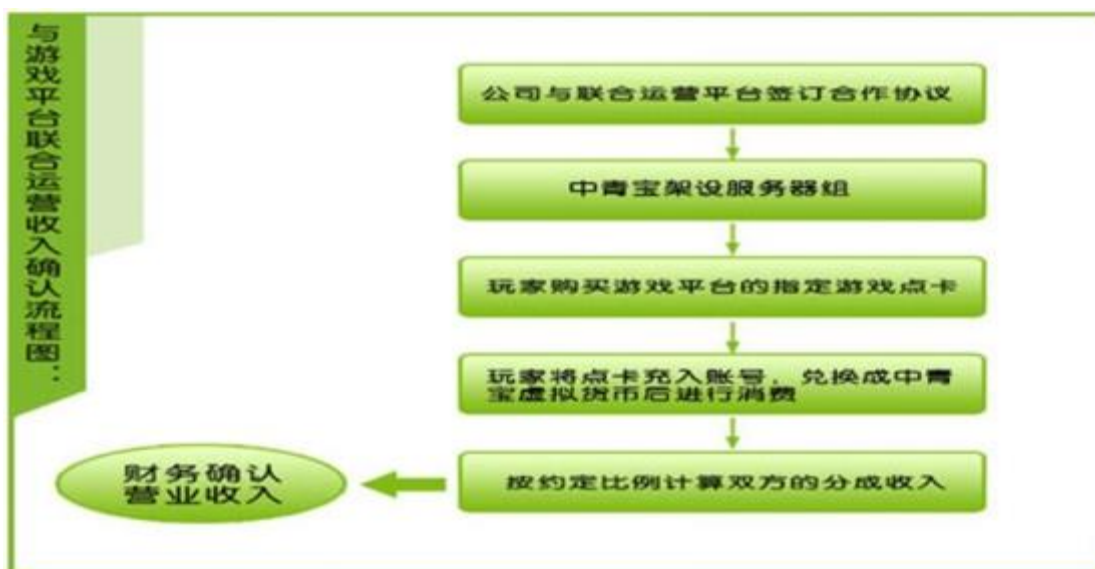 与游戏平台联合运营收入确认流程图：
公司与联合运营平台签订合作协议
中青宝架设服务器组
玩家购买游戏平台的指定游戏点卡
玩家将点卡充入账号，兑换成中青
宝虚拟货币后进行消费
按约定比例计算双方的分成收入
财务确认
营业收入